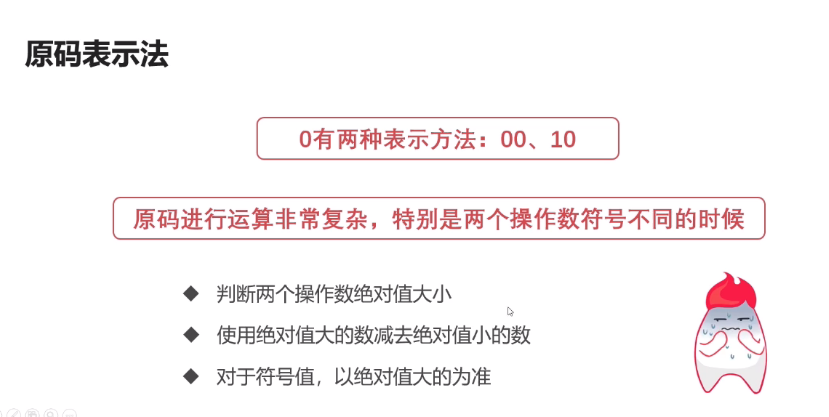 原码表示法
0有两种表示方法：00、10
原码进行运算非常复杂，特别是两个操作数符号不同的时候
◆ 判断两个操作数绝对值大小
◆ 使用绝对值大的数减去绝对值小的数
◆ 对于符号值，以绝对值大的为准